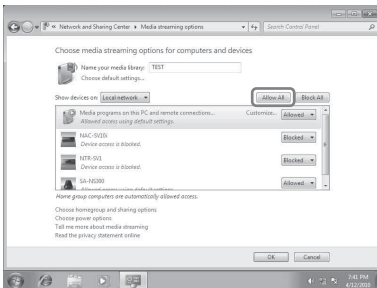 « Network and Sharing Center ▸ Media streaming options
Search Control Panel
Choose media streaming options for computers and devices
Name your media library: TEST
Choose default settings...
Show devices on: Local network
Allow All
Block All
Media programs on this PC and remote connections...
Customize...
Allowed
Allowed access using default settings.
NAC-SV10i
Blocked
Device access is blocked.
NTR-SV1
Blocked
Device access is blocked.
SA-NS300
Allowed
Allowed access using default settings.
Home group computers are automatically allowed access.
Choose homegroup and sharing options
Choose power options
Tell me more about media streaming
Read the privacy statement online
OK
Cancel
7:41 PM
4/12/2010